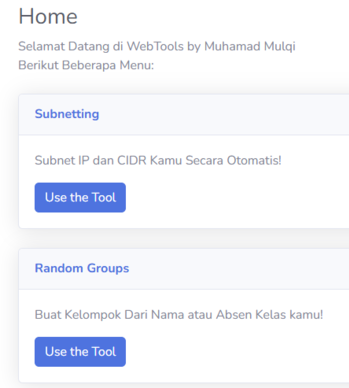 Home
Selamat Datang di WebTools by Muhamad Mulqi
Berikut Beberapa Menu:
Subnetting
Subnet IP dan CIDR Kamu Secara Otomatis!
Use the Tool
Random Groups
Buat Kelompok Dari Nama atau Absen Kelas kamu!
Use the Tool